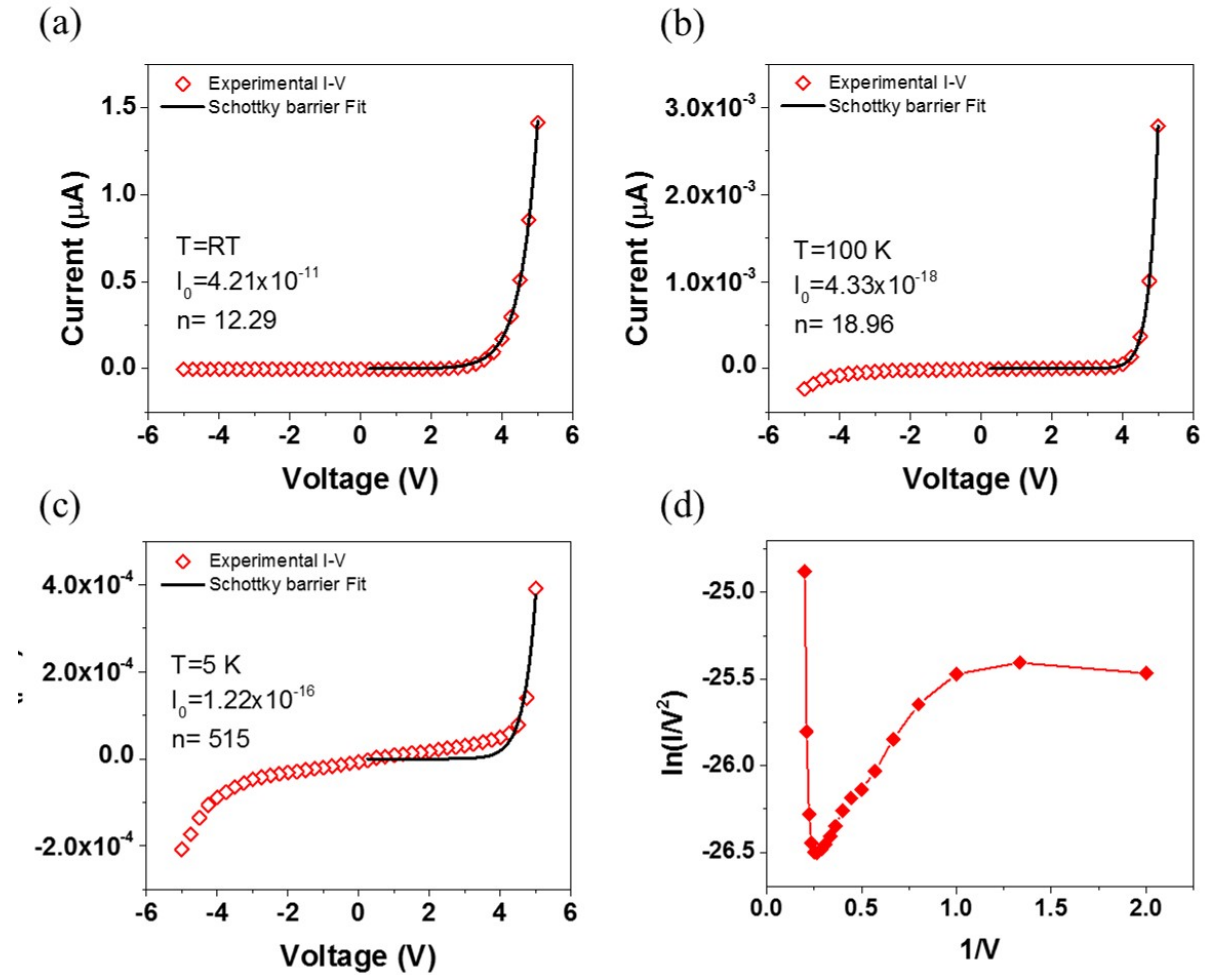 (a)
Experimental I-V
Schottky barrier Fit
1.5
1.0
0.5
0.0
Current (μA)
T=RT
I₀=4.21x10⁻¹¹
n= 12.29
-6 -4 -2 0 2 4 6
Voltage (V)
(b)
Experimental I-V
Schottky barrier Fit
3.0x10⁻³
2.0x10⁻³
1.0x10⁻³
0.0
Current (μA)
T=100 K
I₀=4.33x10⁻¹⁸
n= 18.96
-6 -4 -2 0 2 4 6
Voltage (V)
(c)
Experimental I-V
Schottky barrier Fit
4.0x10⁻⁴
2.0x10⁻⁴
0.0
-2.0x10⁻⁴
T=5 K
I₀=1.22x10⁻¹⁶
n= 515
-6 -4 -2 0 2 4 6
Voltage (V)
(d)
-25.0
-25.5
-26.0
-26.5
ln(I/V²)
0.0 0.5 1.0 1.5 2.0
1/V